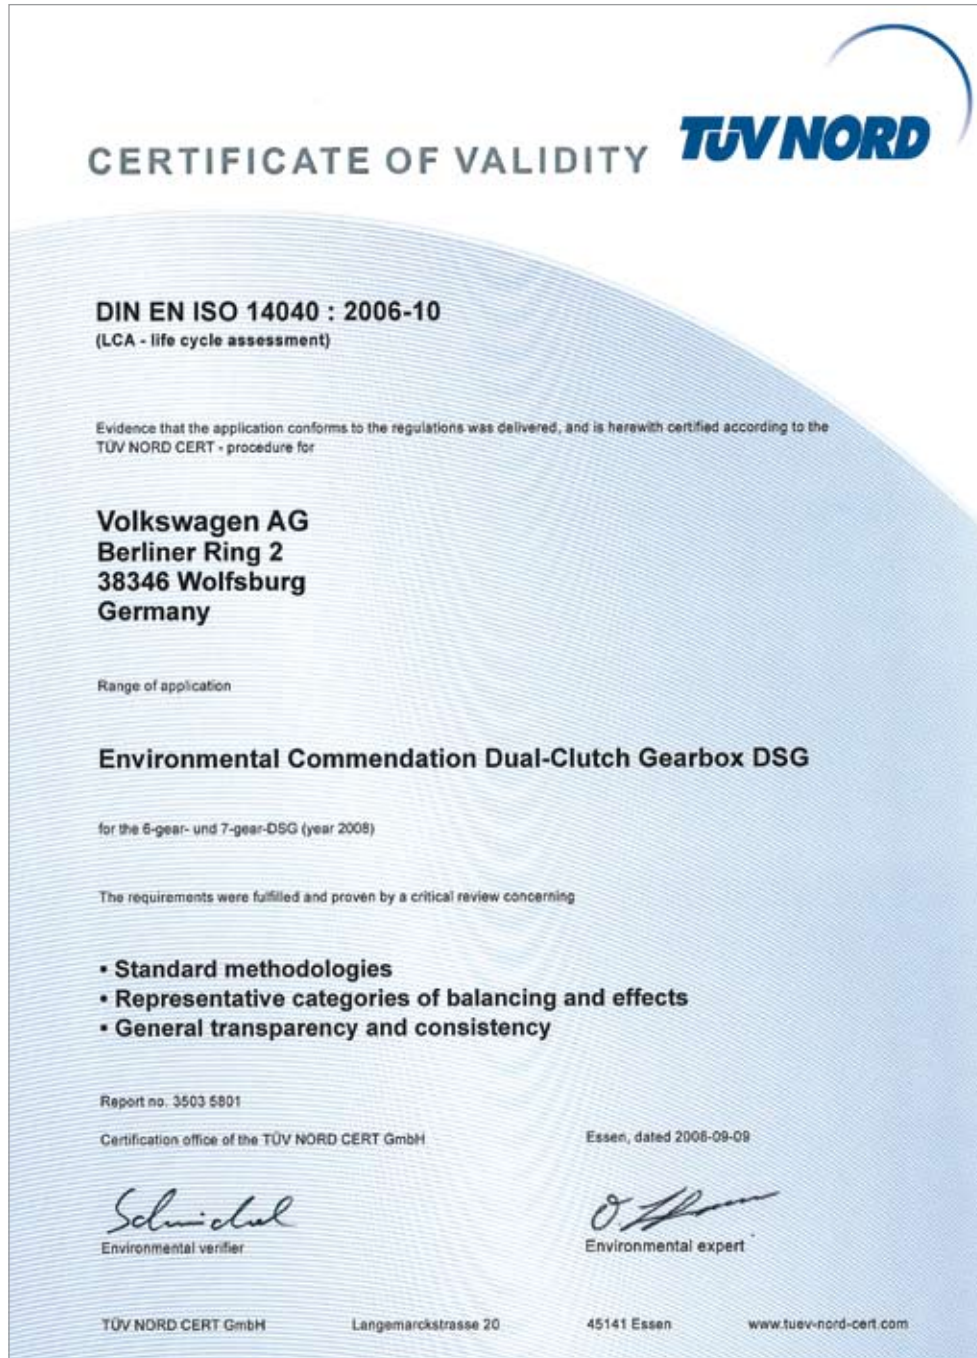 TÜV NORD
CERTIFICATE OF VALIDITY
DIN EN ISO 14040 : 2006-10
(LCA - life cycle assessment)
Evidence that the application conforms to the regulations was delivered, and is herewith certified according to the
TÜV NORD CERT - procedure for
Volkswagen AG
Berliner Ring 2
38346 Wolfsburg
Germany
Range of application
Environmental Commendation Dual-Clutch Gearbox DSG
for the 6-gear- und 7-gear-DSG (year 2008)
The requirements were fulfilled and proven by a critical review concerning
• Standard methodologies
• Representative categories of balancing and effects
• General transparency and consistency
Report no. 3503 5801
Certification office of the TÜV NORD CERT GmbH Essen, dated 2008-09-09
Environmental verifier Environmental expert
TÜV NORD CERT GmbH Langemarckstrasse 20 45141 Essen www.tuev-nord-cert.com